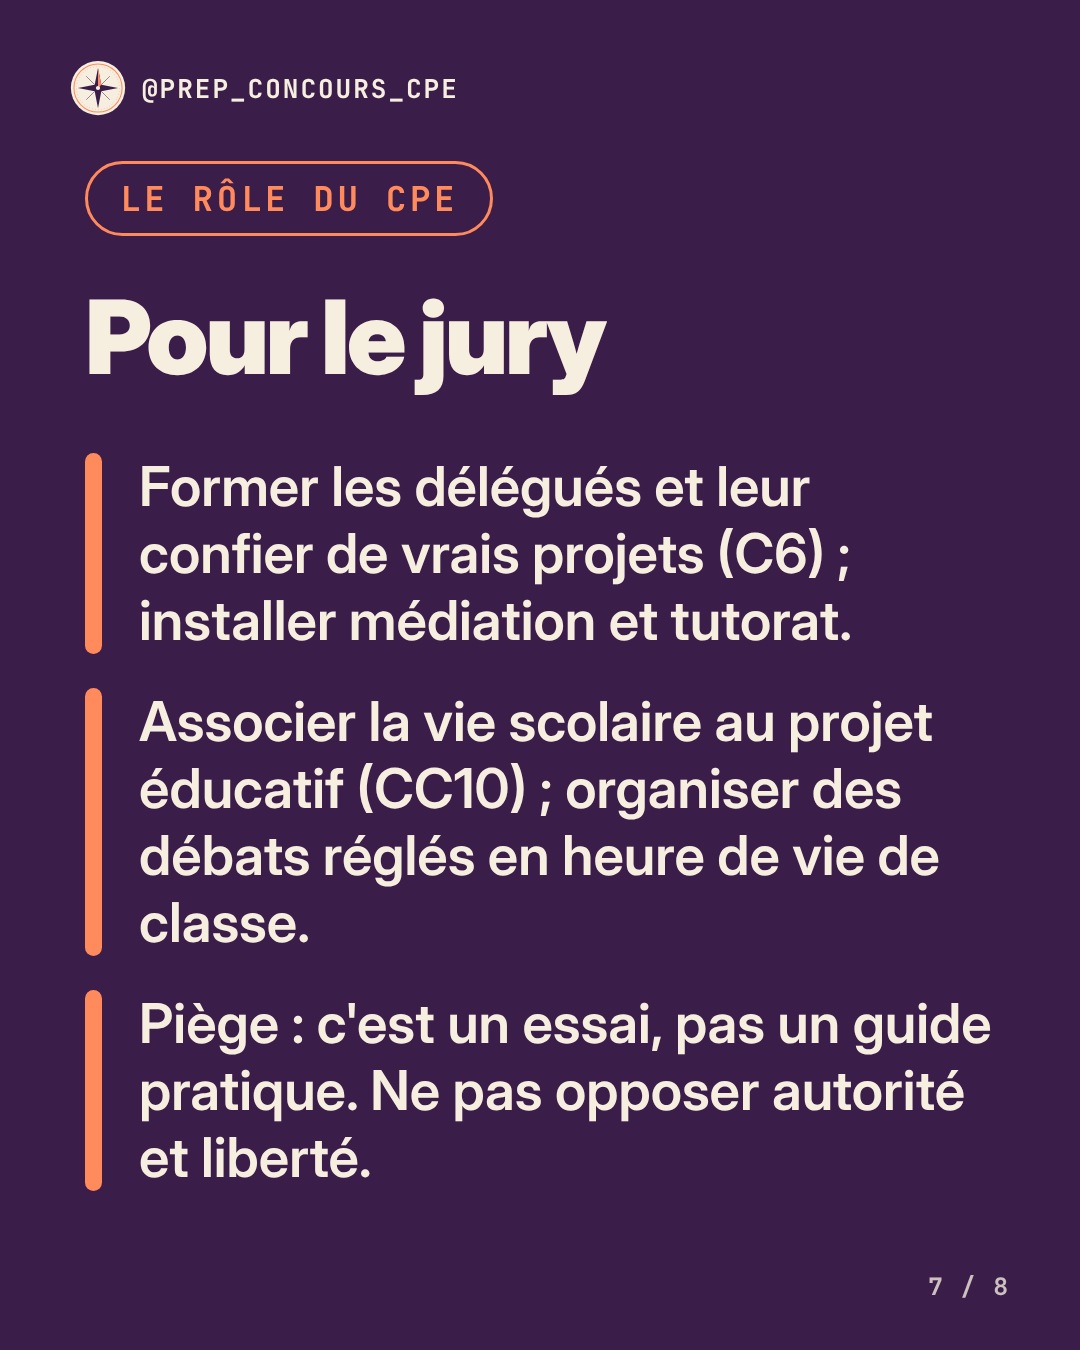 @PREP_CONCOURS_CPE
LE RÔLE DU CPE
Pour le jury
Former les délégués et leur
confier de vrais projets (C6) ;
installer médiation et tutorat.
Associer la vie scolaire au projet
éducatif (CC10) ; organiser des
débats réglés en heure de vie de
classe.
Piège : c'est un essai, pas un guide
pratique. Ne pas opposer autorité
et liberté.
7 / 8